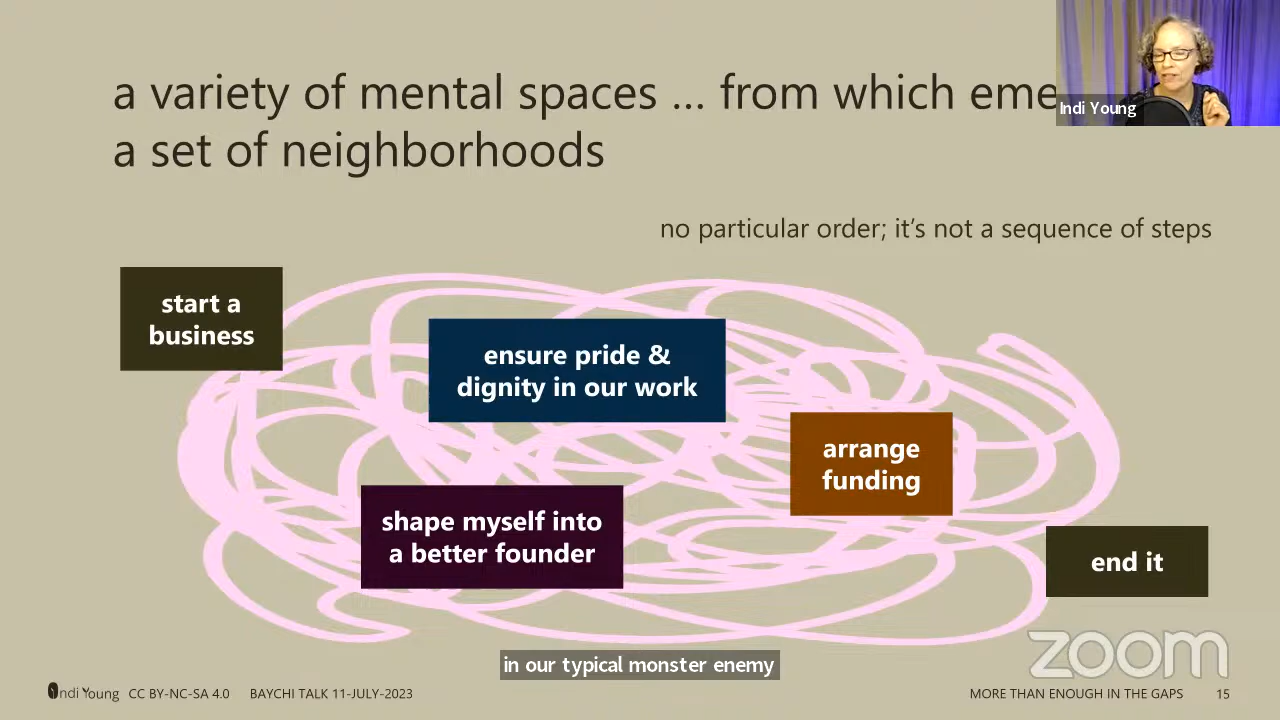 a variety of mental spaces ... from which eme
a set of neighborhoods
Indi Young
no particular order; it's not a sequence of steps
start a
business
ensure pride &
dignity in our work
arrange
funding
shape myself into
a better founder
end it
zoom
in our typical monster enemy
Indi Young CC BY-NC-SA 4.0 BAYCHI TALK 11-JULY-2023 MORE THAN ENOUGH IN THE GAPS 15